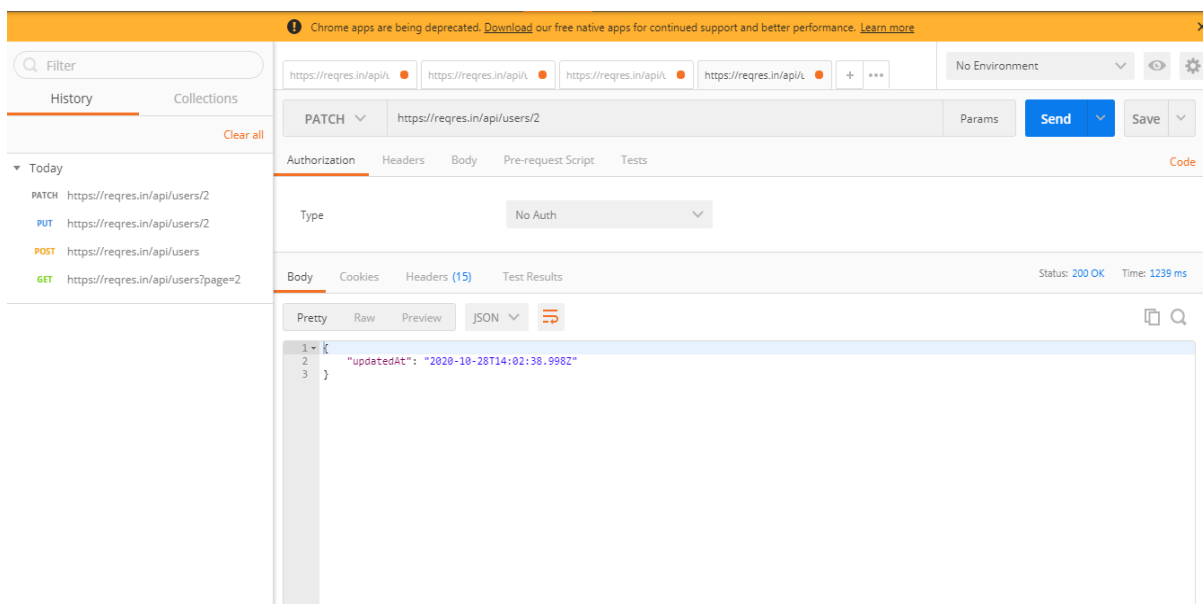 Chrome apps are being deprecated. Download our free native apps for continued support and better performance. Learn more
Filter
History Collections
Clear all
Today
PATCH https://reqres.in/api/users/2
PUT https://reqres.in/api/users/2
POST https://reqres.in/api/users
GET https://reqres.in/api/users?page=2
https://reqres.in/api/u https://reqres.in/api/u https://reqres.in/api/u https://reqres.in/api/u
No Environment
PATCH https://reqres.in/api/users/2 Params Send Save
Authorization Headers Body Pre-request Script Tests Code
Type No Auth
Body Cookies Headers (15) Test Results Status: 200 OK Time: 1239 ms
Pretty Raw Preview JSON
1 {
2 "updatedAt": "2020-10-28T14:02:38.998Z"
3 }